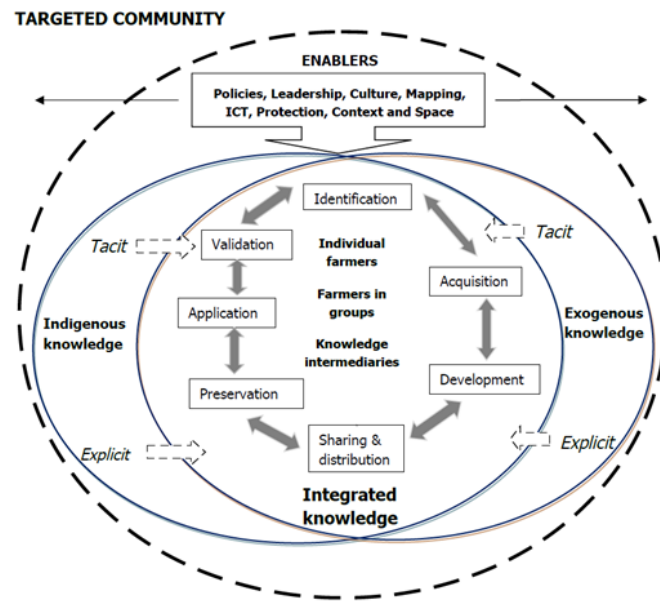 TARGETED COMMUNITY
ENABLERS
Policies, Leadership, Culture, Mapping,
ICT, Protection, Context and Space
Identification
Tacit
Validation
Individual
farmers
Tacit
Acquisition
Application
Farmers in
groups
Indigenous
knowledge
Exogenous
knowledge
Knowledge
intermediaries
Preservation
Development
Explicit
Sharing &
distribution
Explicit
Integrated
knowledge